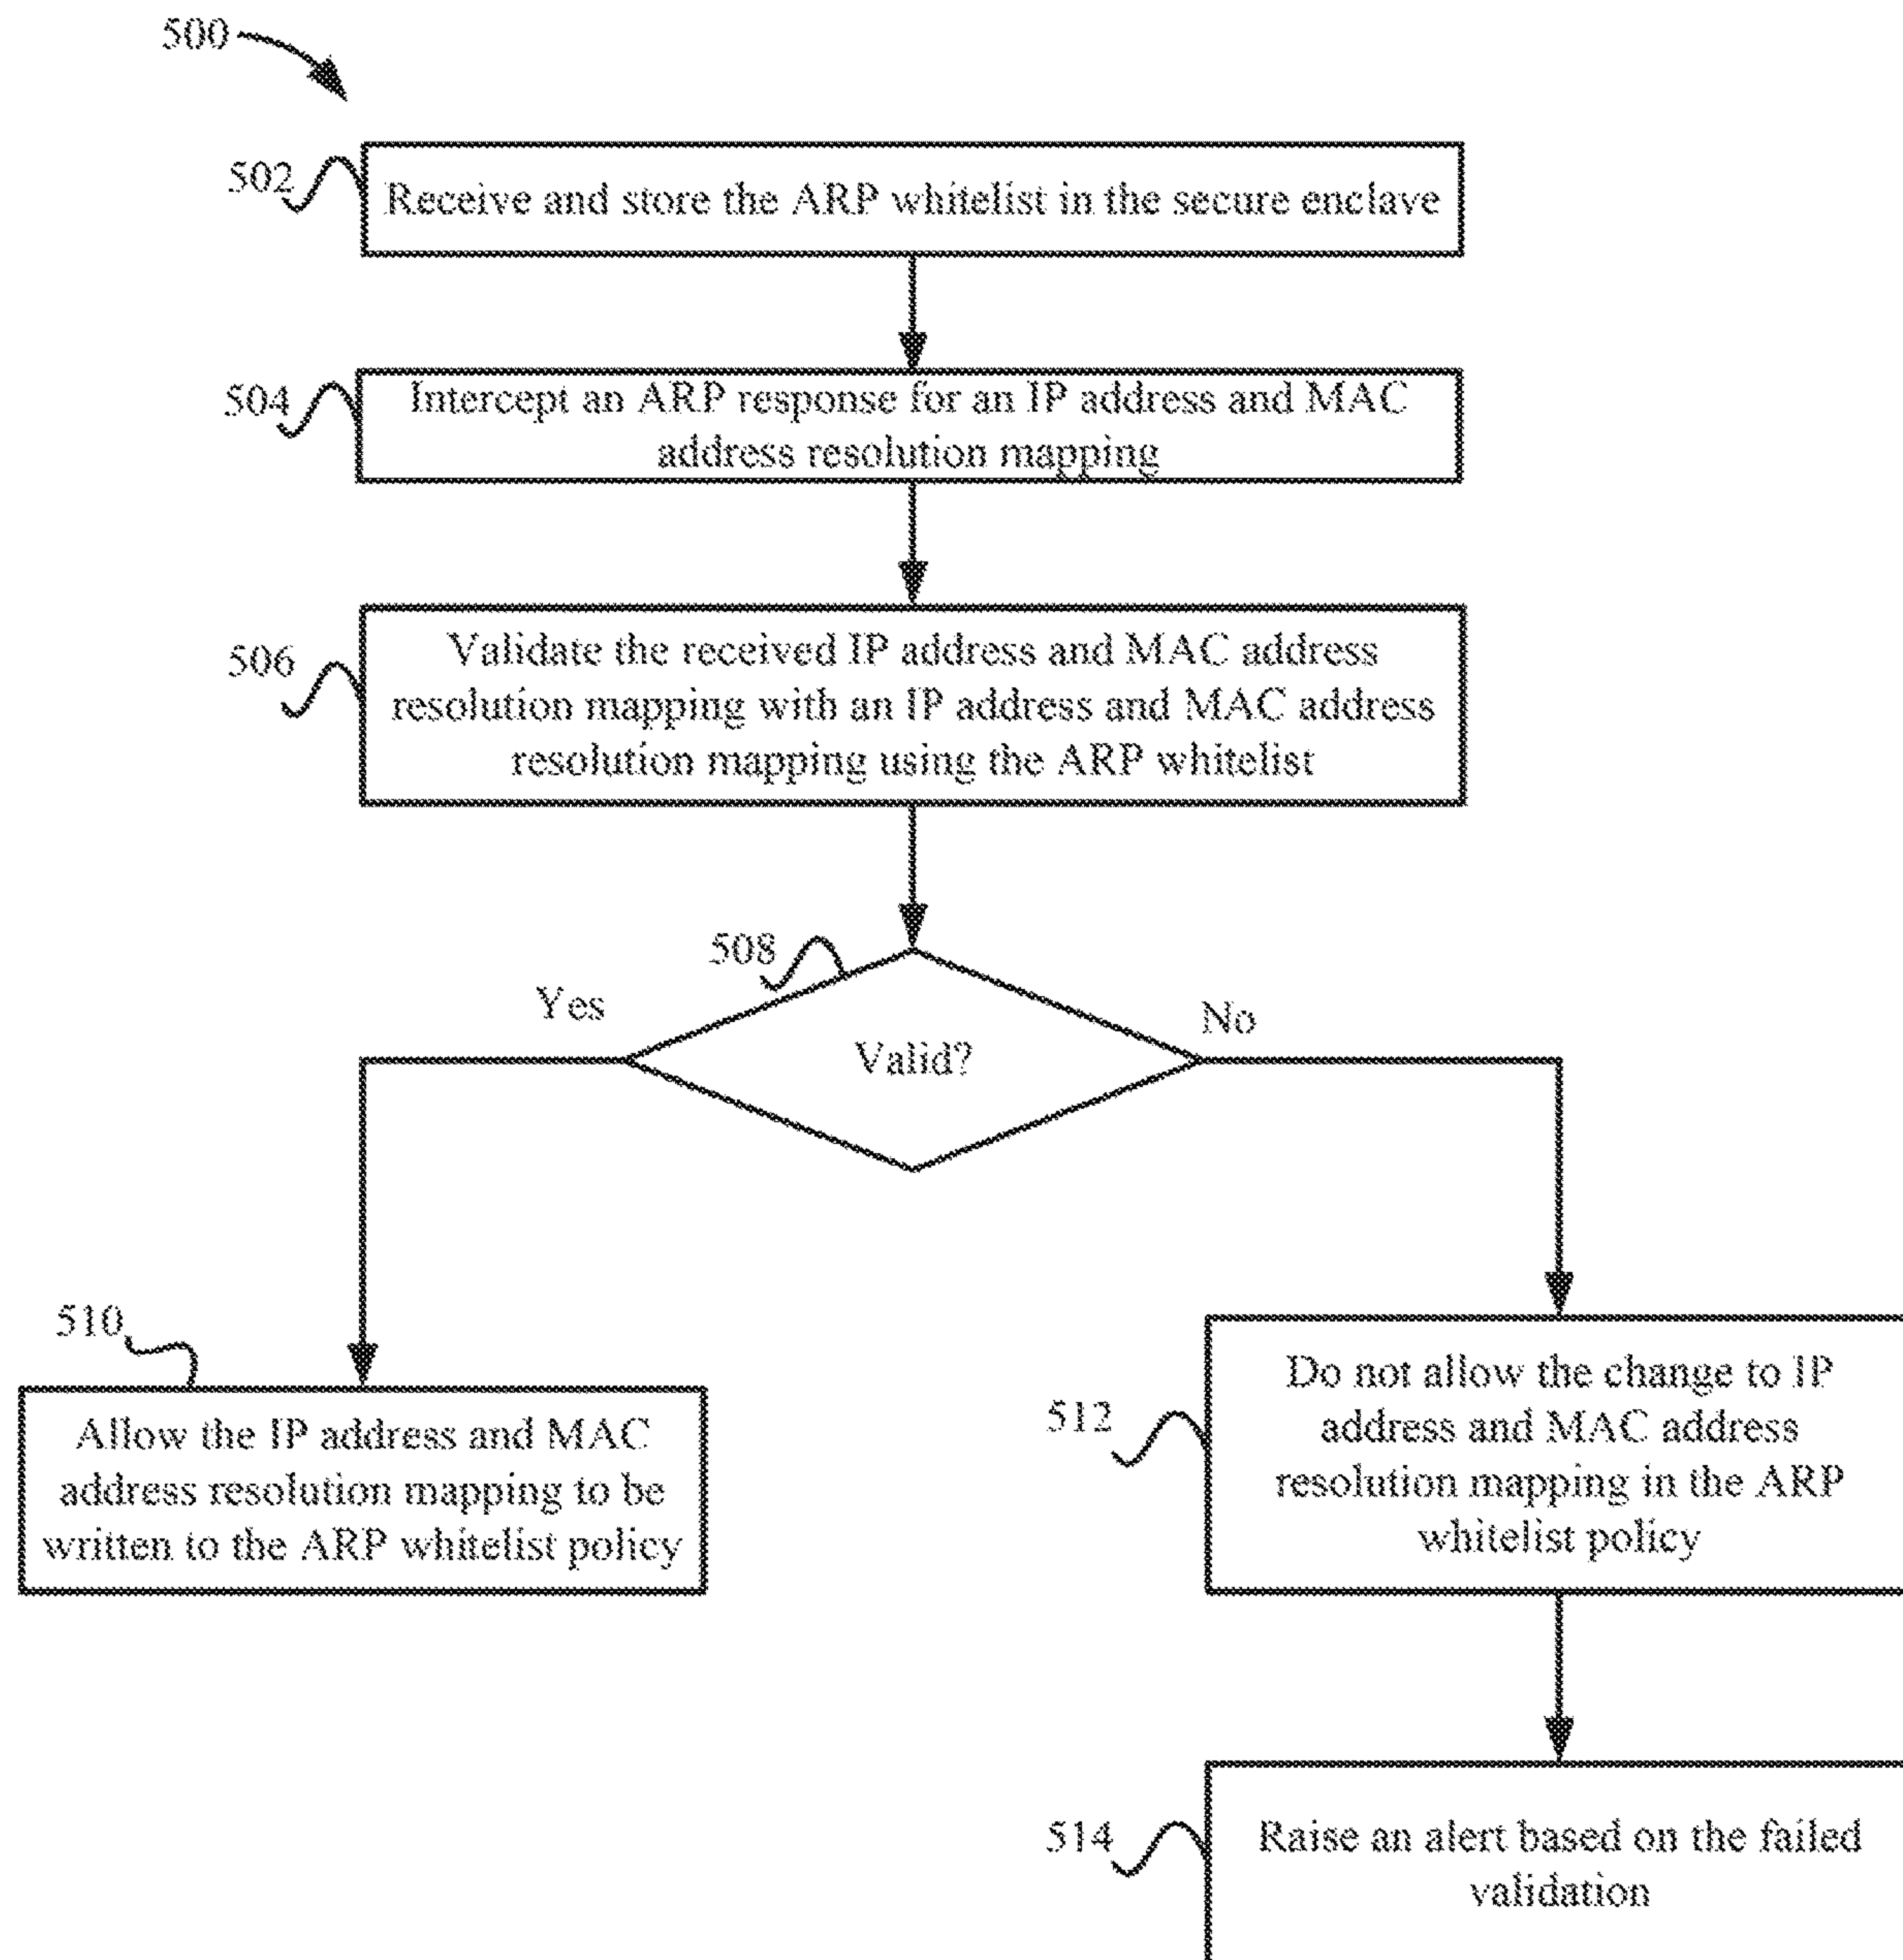 500
502
Receive and store the ARP whitelist in the secure enclave
504
Intercept an ARP response for an IP address and MAC
address resolution mapping
506
Validate the received IP address and MAC address
resolution mapping with an IP address and MAC address
resolution mapping using the ARP whitelist
508
Yes
Valid?
No
510
Allow the IP address and MAC
address resolution mapping to be
written to the ARP whitelist policy
512
Do not allow the change to IP
address and MAC address
resolution mapping in the ARP
whitelist policy
514
Raise an alert based on the failed
validation